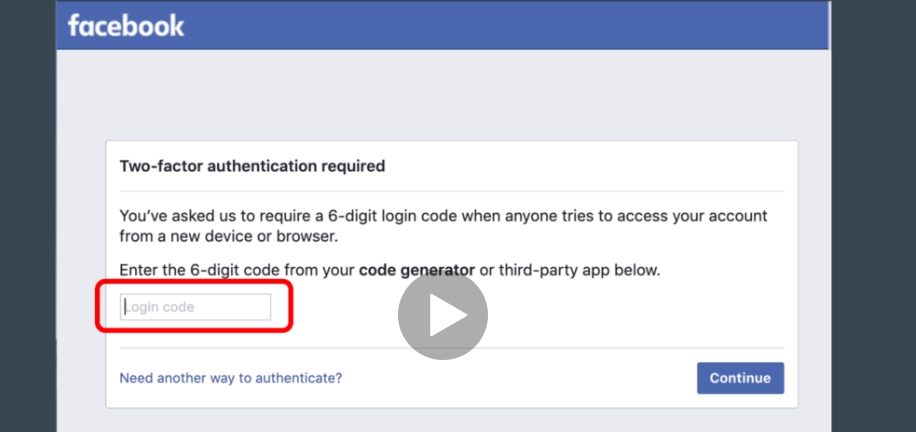 facebook
Two-factor authentication required
You've asked us to require a 6-digit login code when anyone tries to access your account
from a new device or browser.
Enter the 6-digit code from your code generator or third-party app below.
Login code
Need another way to authenticate?
Continue